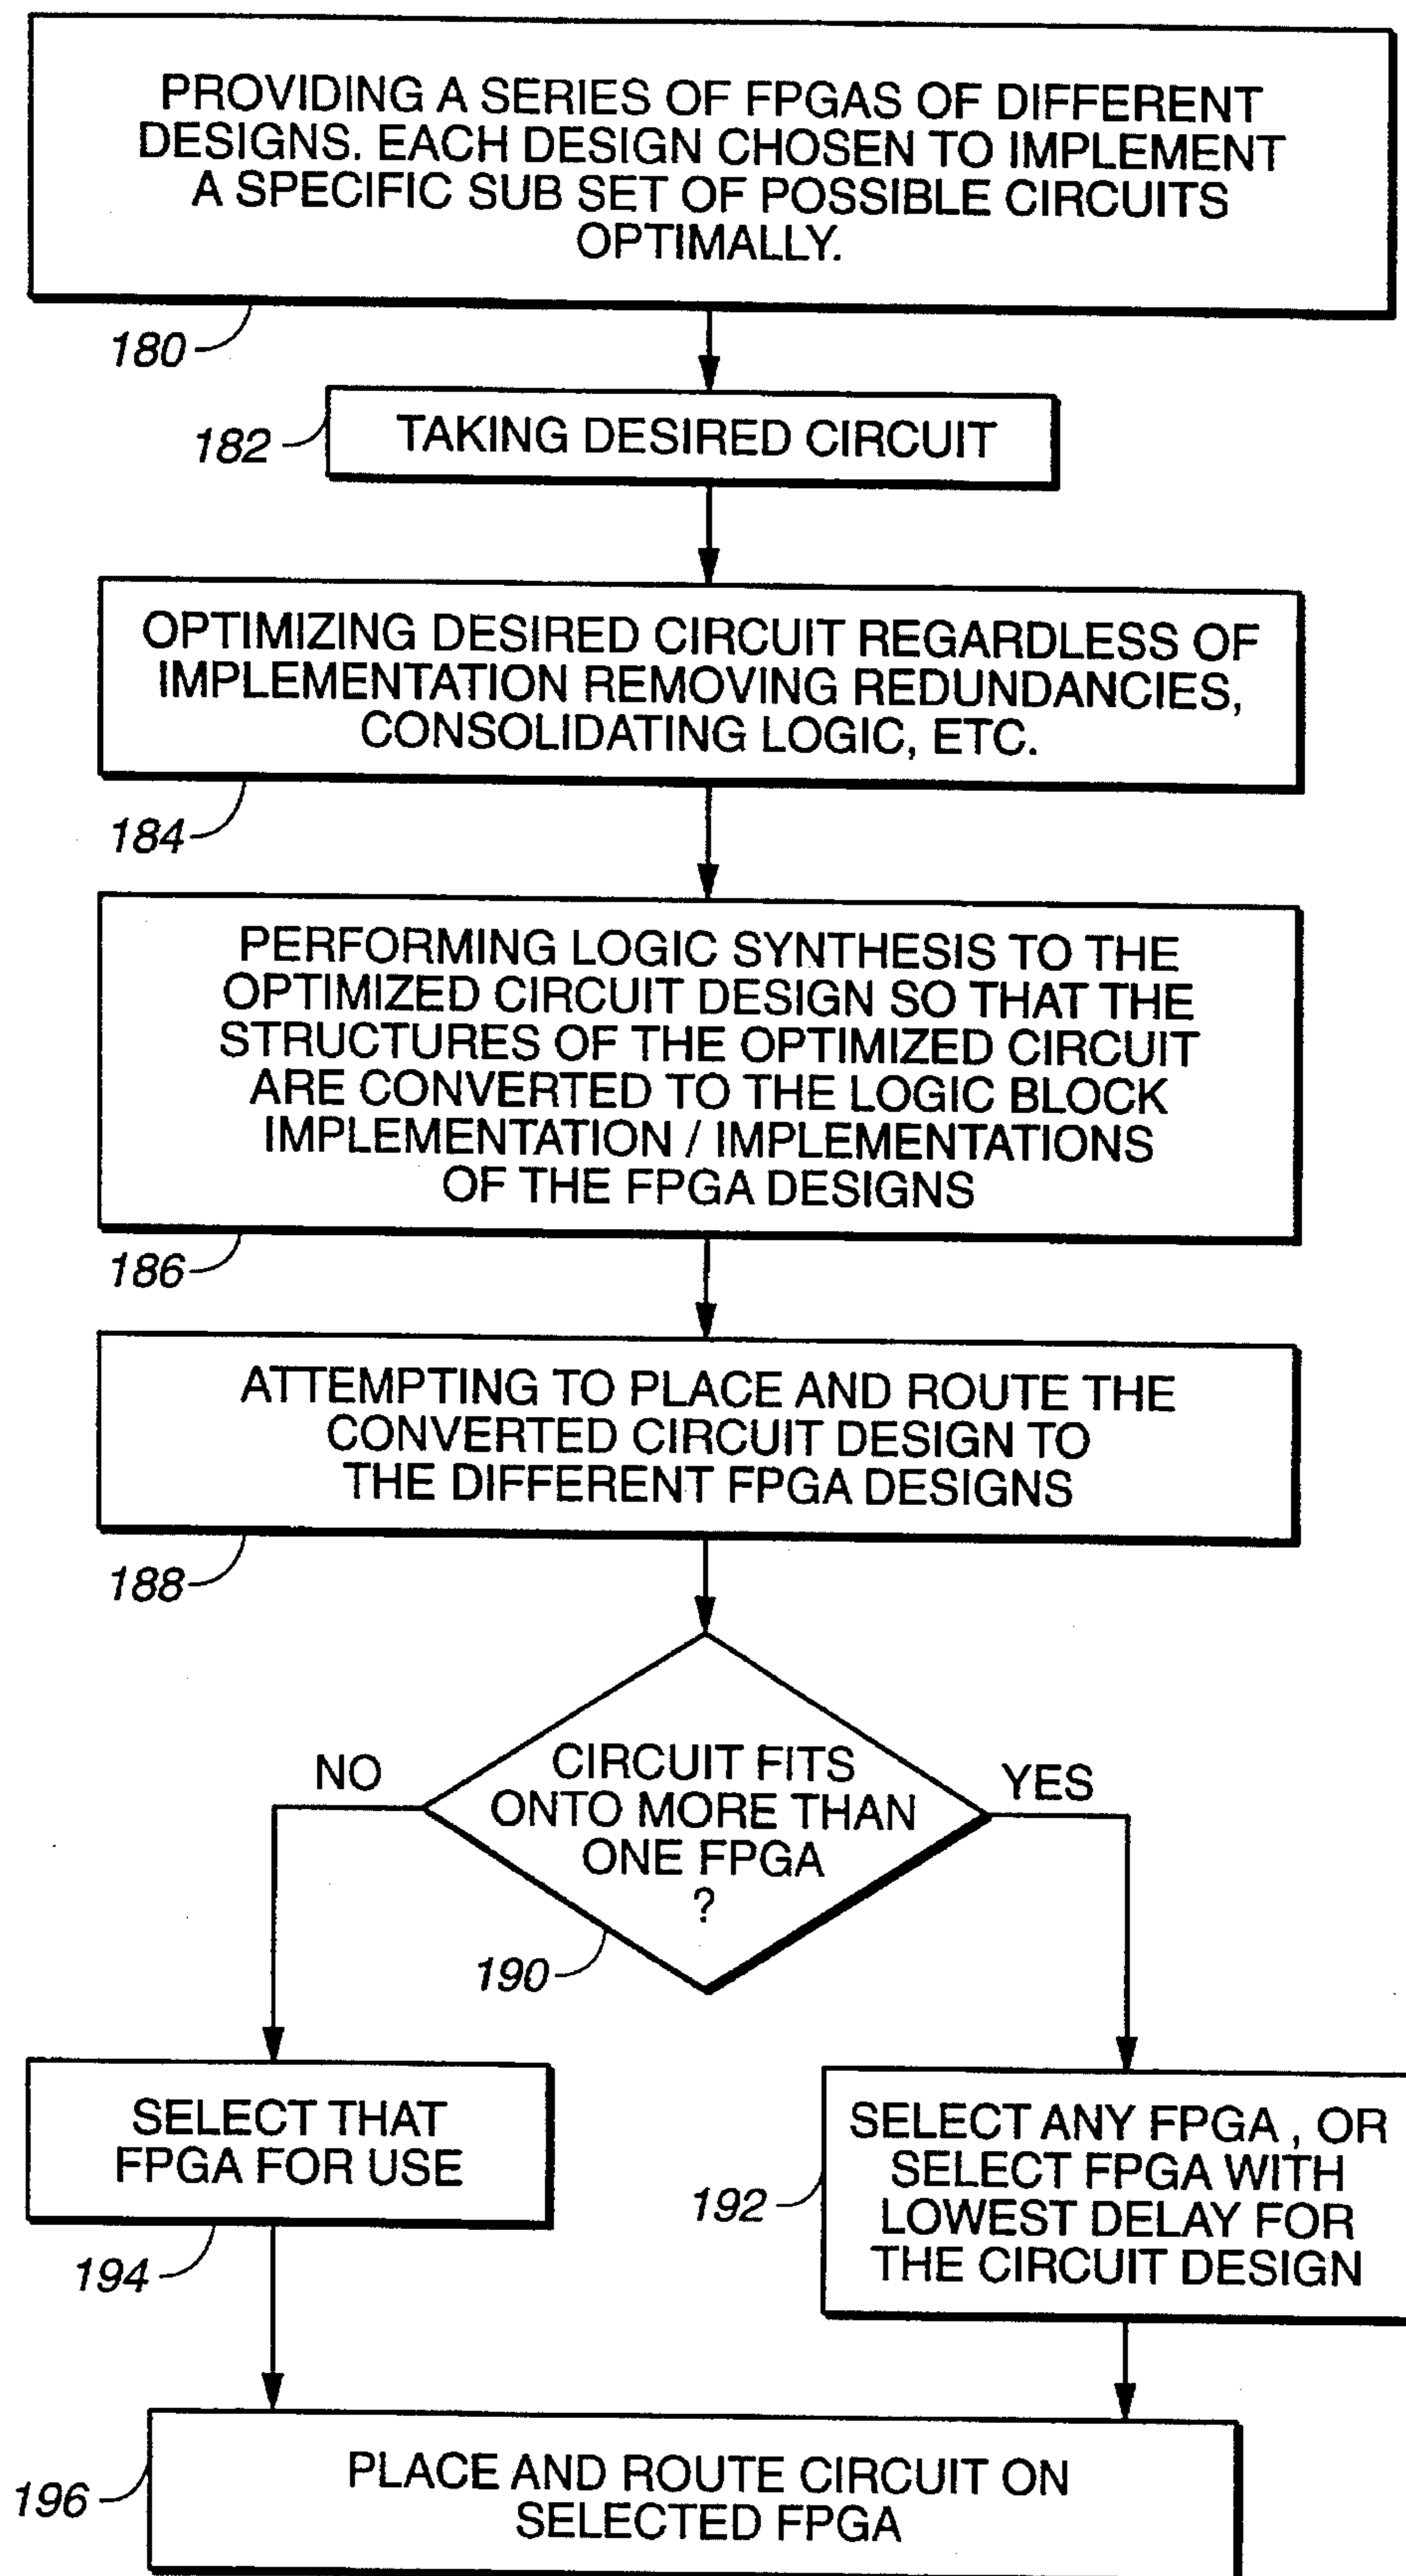 PROVIDING A SERIES OF FPGAS OF DIFFERENT
DESIGNS. EACH DESIGN CHOSEN TO IMPLEMENT
A SPECIFIC SUB SET OF POSSIBLE CIRCUITS
OPTIMALLY.
180
182
TAKING DESIRED CIRCUIT
OPTIMIZING DESIRED CIRCUIT REGARDLESS OF
IMPLEMENTATION REMOVING REDUNDANCIES,
CONSOLIDATING LOGIC, ETC.
184
PERFORMING LOGIC SYNTHESIS TO THE
OPTIMIZED CIRCUIT DESIGN SO THAT THE
STRUCTURES OF THE OPTIMIZED CIRCUIT
ARE CONVERTED TO THE LOGIC BLOCK
IMPLEMENTATION / IMPLEMENTATIONS
OF THE FPGA DESIGNS
186
ATTEMPTING TO PLACE AND ROUTE THE
CONVERTED CIRCUIT DESIGN TO
THE DIFFERENT FPGA DESIGNS
188
NO
CIRCUIT FITS
ONTO MORE THAN
ONE FPGA
?
YES
190
SELECT THAT
FPGA FOR USE
194
SELECT ANY FPGA , OR
SELECT FPGA WITH
LOWEST DELAY FOR
THE CIRCUIT DESIGN
192
PLACE AND ROUTE CIRCUIT ON
SELECTED FPGA
196